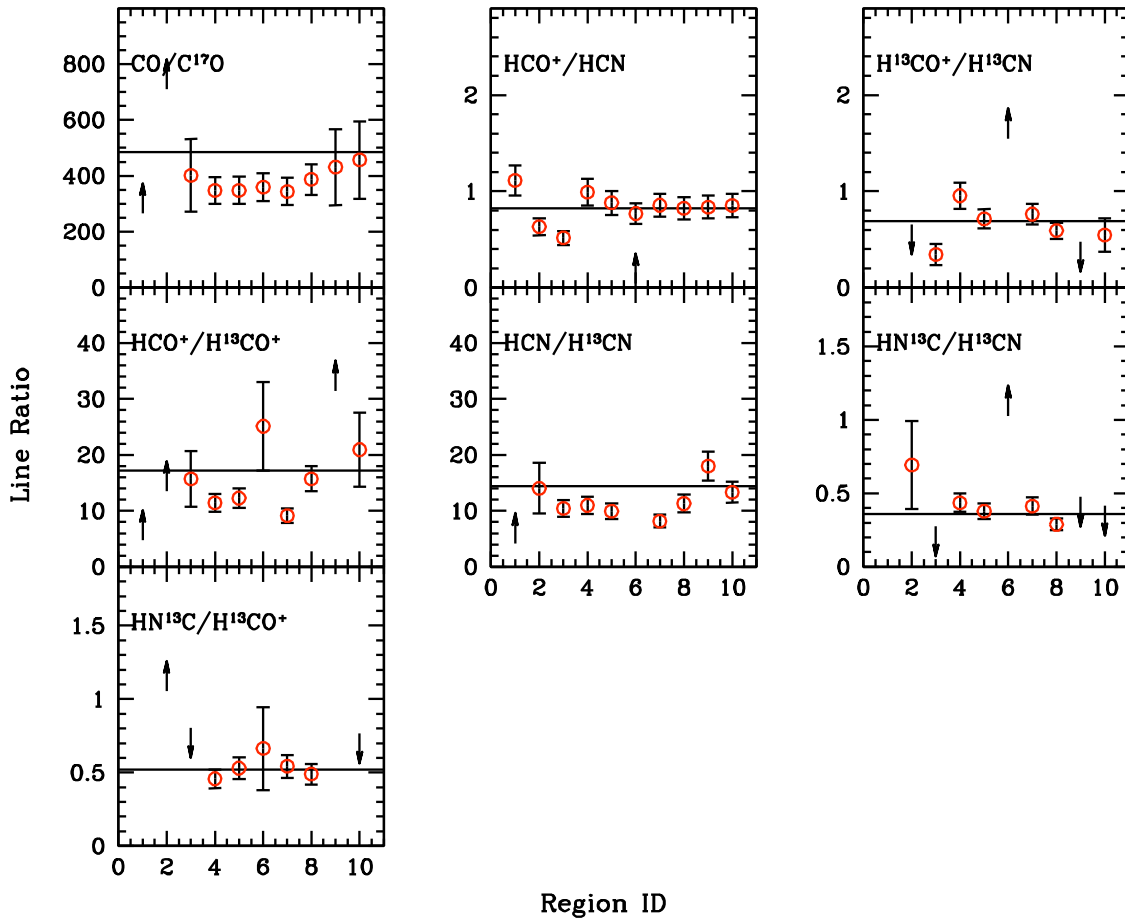 CO/C¹⁷O
800
600
400
200
0
HCO⁺/HCN
2
1
0
H¹³CO⁺/H¹³CN
2
1
0
HCO⁺/H¹³CO⁺
40
30
20
10
0
HCN/H¹³CN
40
30
20
10
0
0 2 4 6 8 10
HN¹³C/H¹³CN
1.5
1
0.5
0
0 2 4 6 8 10
HN¹³C/H¹³CO⁺
1.5
1
0.5
0
0 2 4 6 8 10
Line Ratio
Region ID